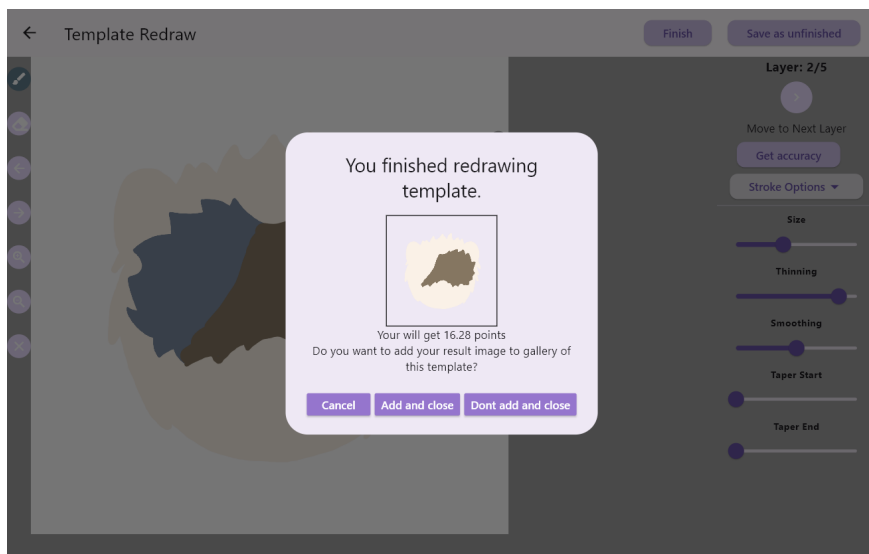 Template Redraw
Finish
Save as unfinished
Layer: 2/5
Move to Next Layer
Get accuracy
Stroke Options
Size
Thinning
Smoothing
Taper Start
Taper End
You finished redrawing
template.
Your will get 16.28 points
Do you want to add your result image to gallery of
this template?
Cancel
Add and close
Dont add and close